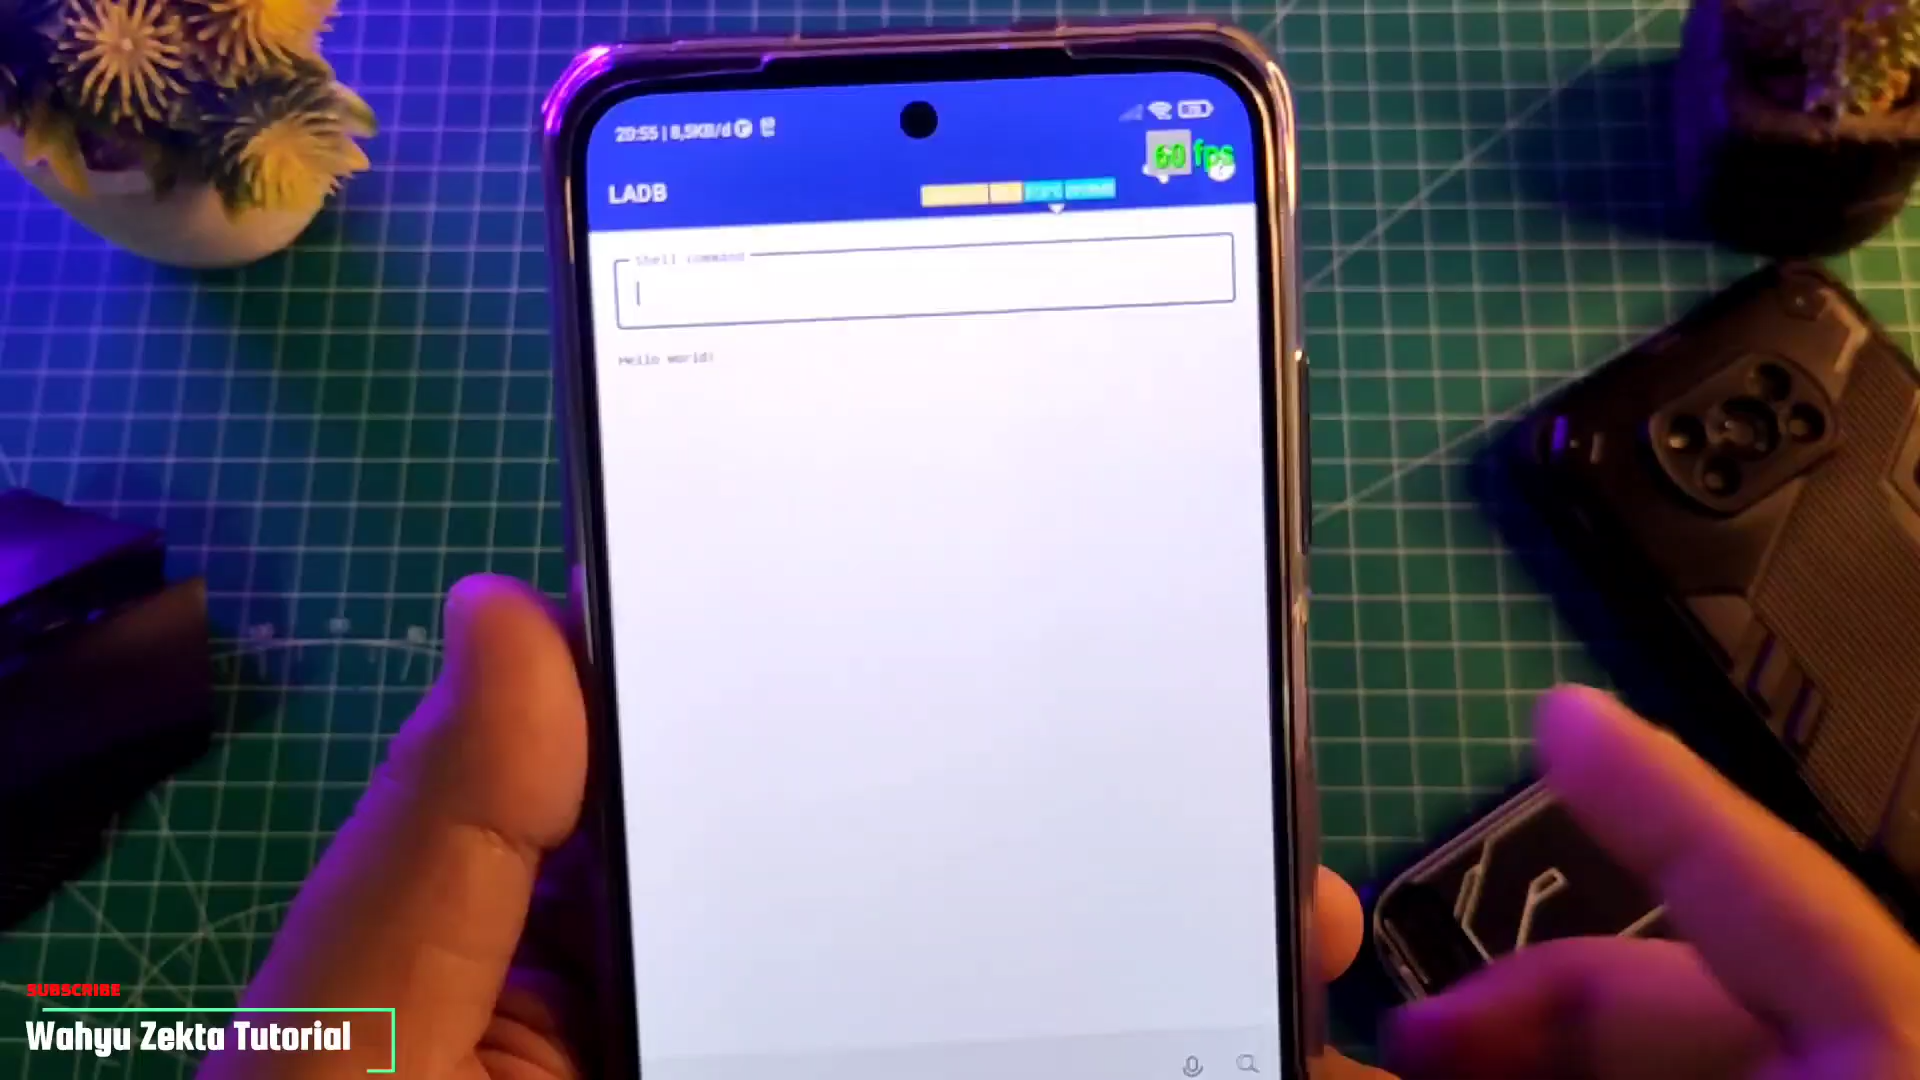 20:55 | 8,5KB/d
60 fps
LADB
Shell command
Hello world!
SUBSCRIBE
Wahyu Zekta Tutorial